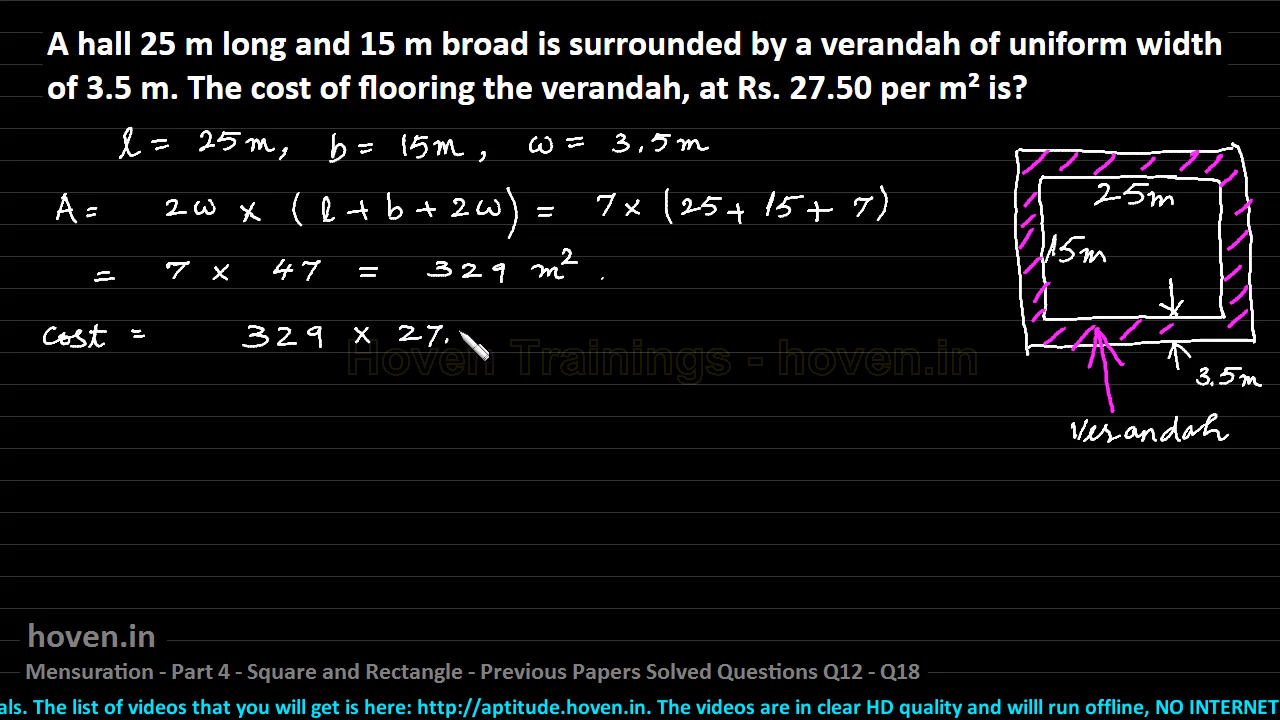 A hall 25 m long and 15 m broad is surrounded by a verandah of uniform width
of 3.5 m. The cost of flooring the verandah, at Rs. 27.50 per m² is?
l = 25m, b = 15m, w = 3.5m
A = 2w × (l + b + 2w) = 7 × (25 + 15 + 7)
= 7 × 47 = 329 m².
Cost = 329 × 27.
25m
15m
3.5m
Verandah
Hoven Trainings - hoven.in
hoven.in
Mensuration - Part 4 - Square and Rectangle - Previous Papers Solved Questions Q12 - Q18
als. The list of videos that you will get is here: http://aptitude.hoven.in. The videos are in clear HD quality and willl run offline, NO INTERNET